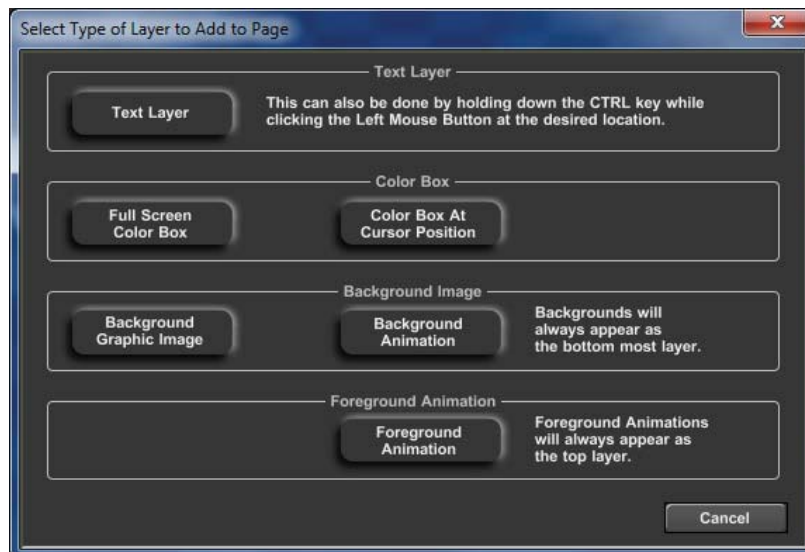 Select Type of Layer to Add to Page
Text Layer
Text Layer
This can also be done by holding down the CTRL key while
clicking the Left Mouse Button at the desired location.
Color Box
Full Screen
Color Box
Color Box At
Cursor Position
Background Image
Background
Graphic Image
Background
Animation
Backgrounds will
always appear as
the bottom most layer.
Foreground Animation
Foreground
Animation
Foreground Animations
will always appear as
the top layer.
Cancel